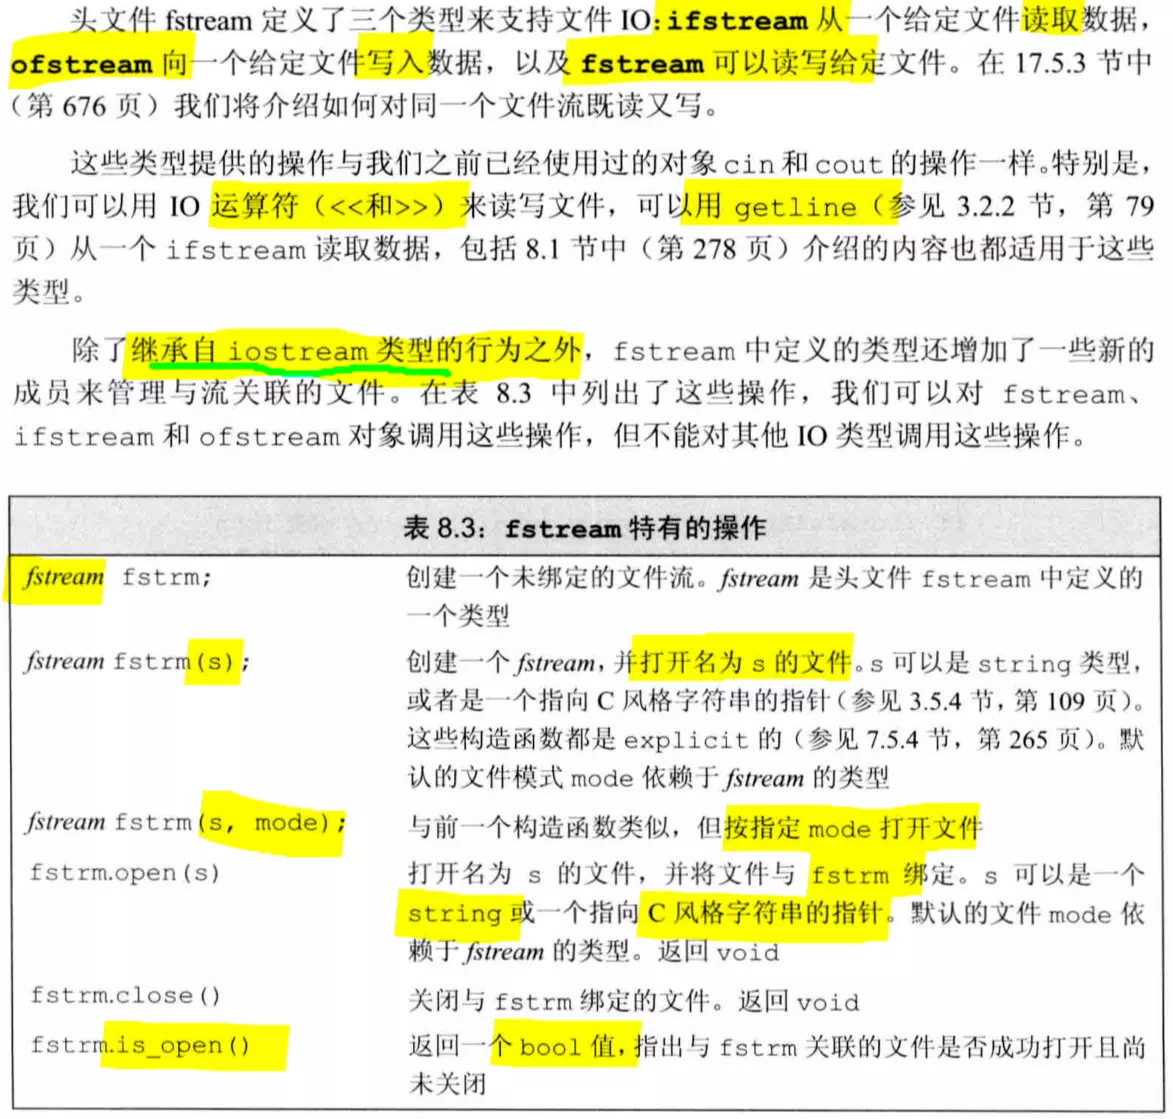 头文件 fstream 定义了三个类型来支持文件 IO：ifstream 从一个给定文件读取数据，
ofstream 向一个给定文件写入数据，以及 fstream 可以读写给定文件。在 17.5.3 节中
（第 676 页）我们将介绍如何对同一个文件流既读又写。
这些类型提供的操作与我们之前已经使用过的对象 cin 和 cout 的操作一样。特别是，
我们可以用 IO 运算符（<<和>>）来读写文件，可以用 getline（参见 3.2.2 节，第 79
页）从一个 ifstream 读取数据，包括 8.1 节中（第 278 页）介绍的内容也都适用于这些
类型。
除了继承自 iostream 类型的行为之外，fstream 中定义的类型还增加了一些新的
成员来管理与流关联的文件。在表 8.3 中列出了这些操作，我们可以对 fstream、
ifstream 和 ofstream 对象调用这些操作，但不能对其他 IO 类型调用这些操作。
表 8.3：fstream 特有的操作
fstream fstrm; 创建一个未绑定的文件流。fstream 是头文件 fstream 中定义的
一个类型
fstream fstrm(s); 创建一个 fstream，并打开名为 s 的文件。s 可以是 string 类型，
或者是一个指向 C 风格字符串的指针（参见 3.5.4 节，第 109 页）。
这些构造函数都是 explicit 的（参见 7.5.4 节，第 265 页）。默
认的文件模式 mode 依赖于 fstream 的类型
fstream fstrm(s, mode); 与前一个构造函数类似，但按指定 mode 打开文件
fstrm.open(s) 打开名为 s 的文件，并将文件与 fstrm 绑定。s 可以是一个
string 或一个指向 C 风格字符串的指针。默认的文件 mode 依
赖于 fstream 的类型。返回 void
fstrm.close() 关闭与 fstrm 绑定的文件。返回 void
fstrm.is_open() 返回一个 bool 值，指出与 fstrm 关联的文件是否成功打开且尚
未关闭